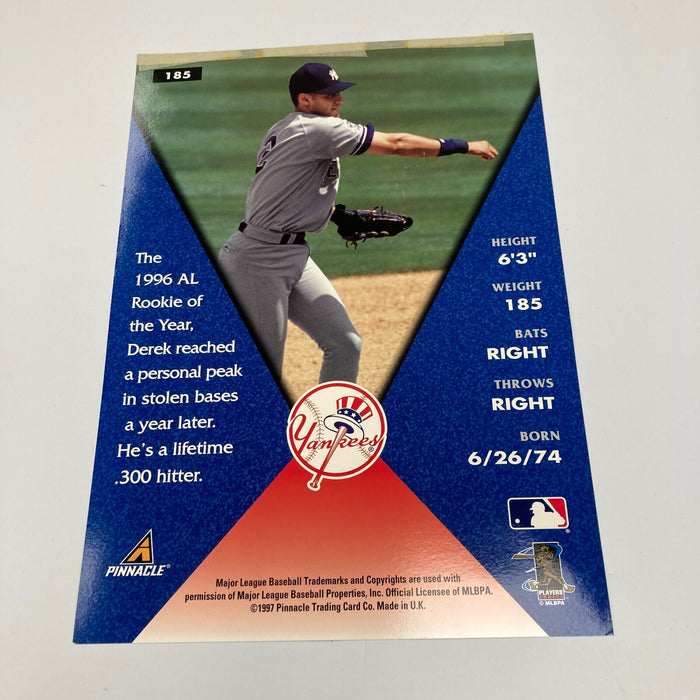 185
NY
2
The
1996 AL
Rookie of
the Year,
Derek reached
a personal peak
in stolen bases
a year later.
He's a lifetime
.300 hitter.
HEIGHT
6'3"
WEIGHT
185
BATS
RIGHT
THROWS
RIGHT
BORN
6/26/74
Yankees®
PINNACLE®
Major League Baseball Trademarks and Copyrights are used with
permission of Major League Baseball Properties, Inc. Official Licensee of MLBPA.
©1997 Pinnacle Trading Card Co. Made in U.K.
PLAYERS
© MLBPA